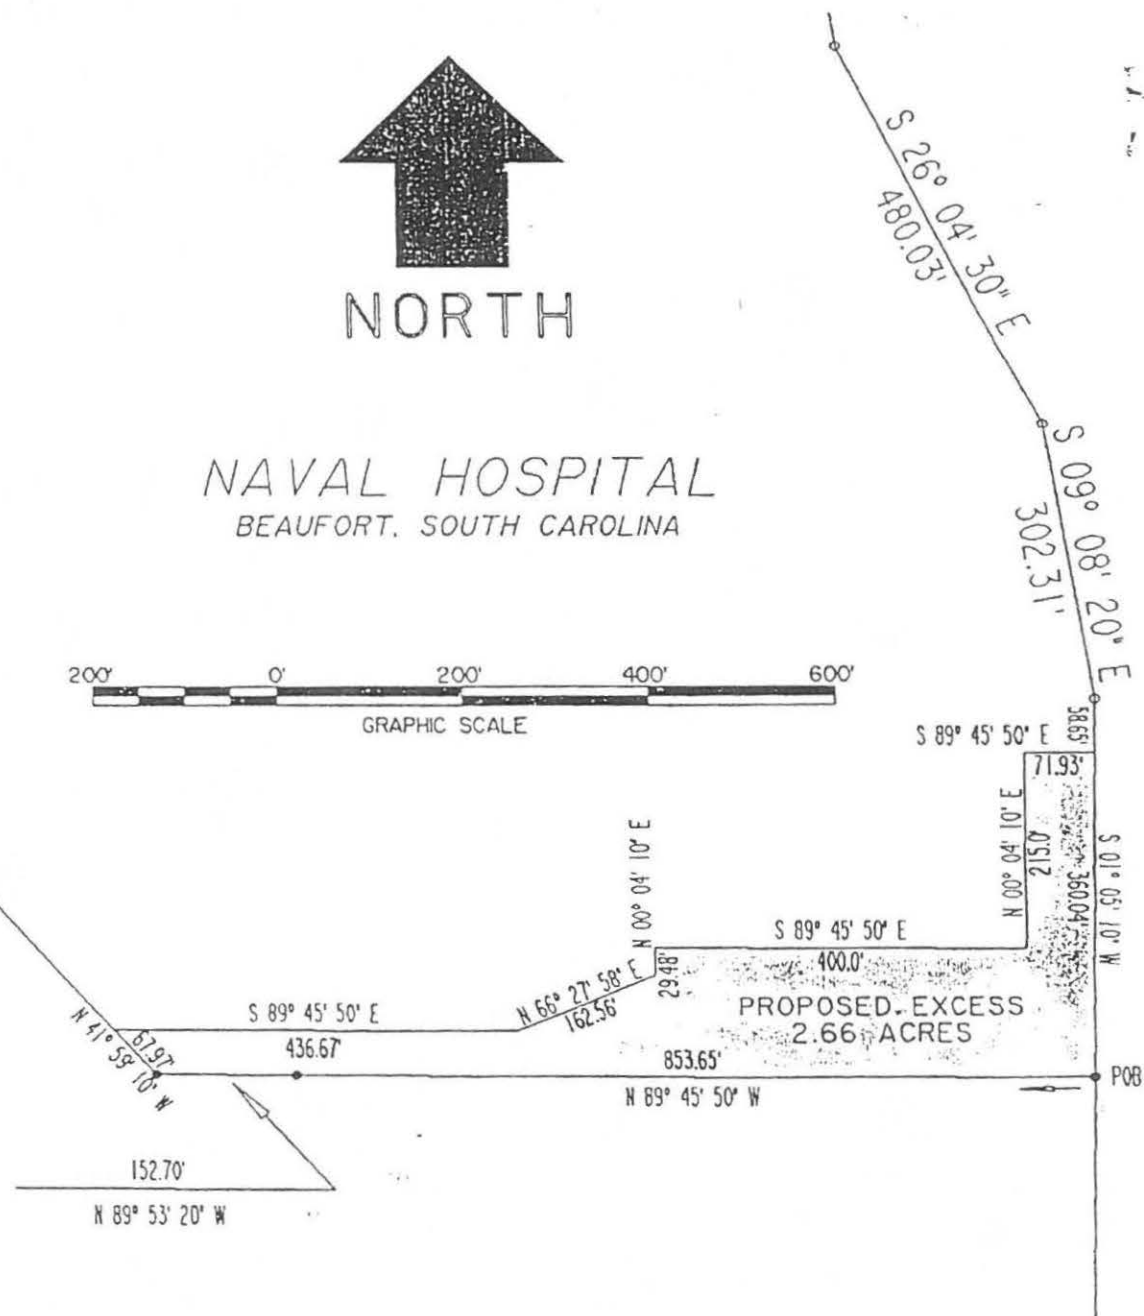 S 26° 04' 30" E
480.03'
NORTH
NAVAL HOSPITAL
BEAUFORT, SOUTH CAROLINA
S 09° 08' 20" E
302.31'
200' 0' 200' 400' 600'
GRAPHIC SCALE
58.65'
S 89° 45' 50" E
71.93'
N 00° 04' 10" E
215.0'
360.04'
S 01° 05' 10" W
N 00° 04' 10" E
29.48'
S 89° 45' 50" E
400.0'
N 66° 27' 58" E
162.56'
PROPOSED EXCESS
2.66 ACRES
S 89° 45' 50" E
436.67'
67.97'
N 41° 59' 10" W
853.65'
N 89° 45' 50" W
POB
152.70'
N 89° 53' 20" W